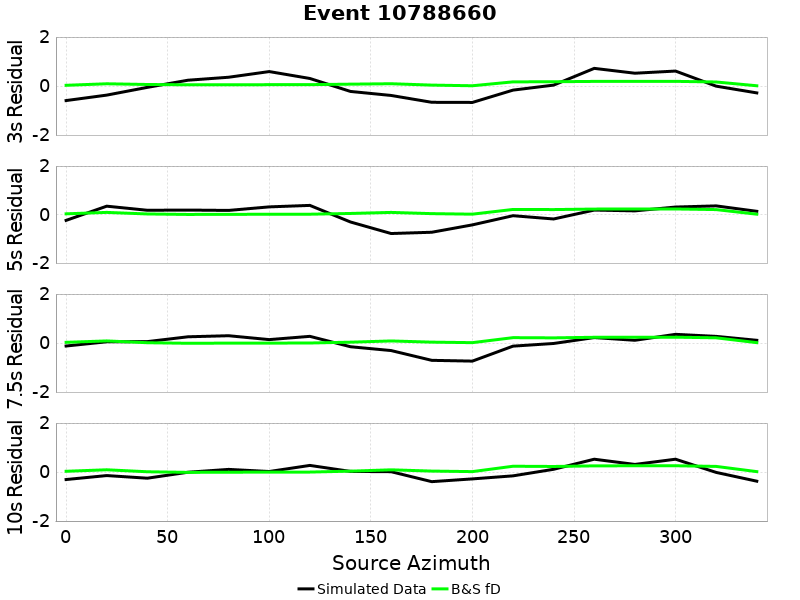 Event 10788660
3s Residual
2
0
-2
5s Residual
2
0
-2
7.5s Residual
2
0
-2
10s Residual
2
0
-2
0 50 100 150 200 250 300
Source Azimuth
Simulated Data B&S fD